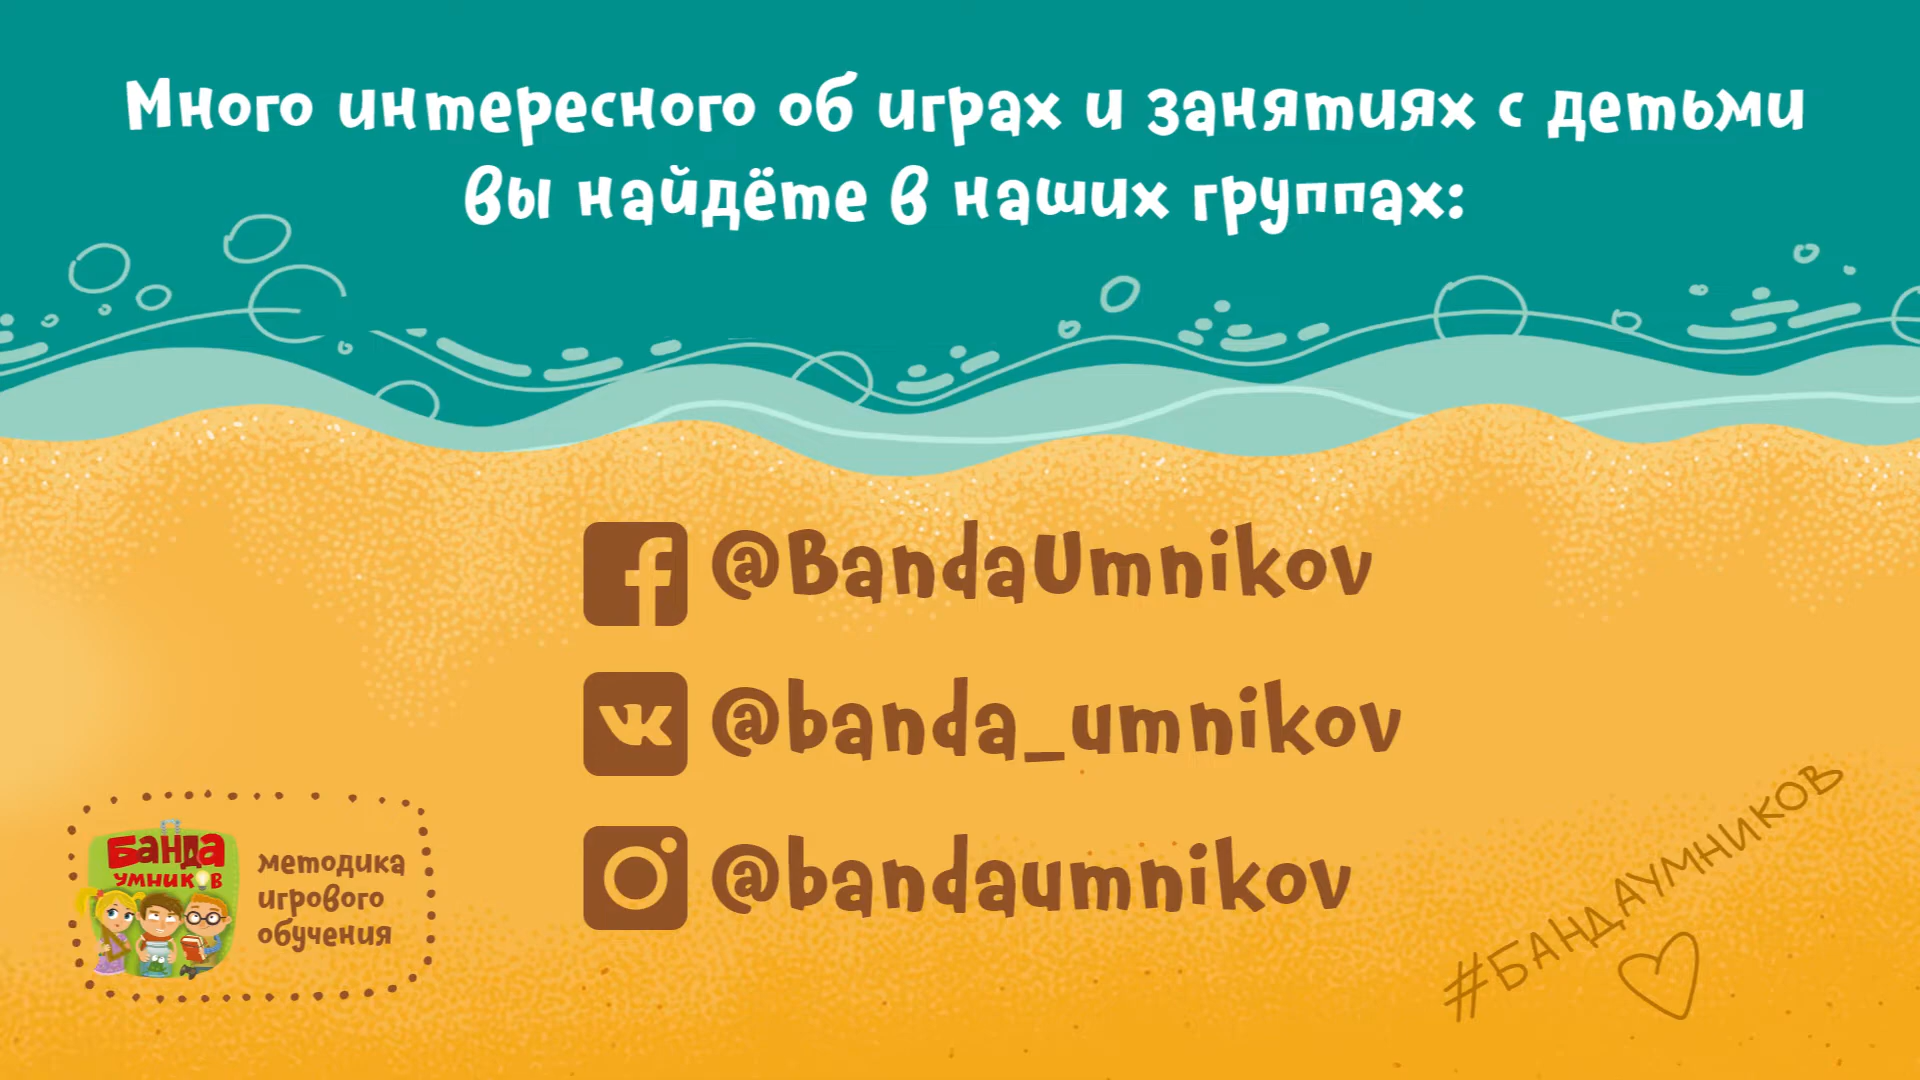 Много интересного об играх и занятиях с детьми
вы найдёте в наших группах:
@BandaUmnikov
@banda_umnikov
@bandaumnikov
БАНДА
УМНИКОВ
методика
игрового
обучения
#БАНДАУМНИКОВ